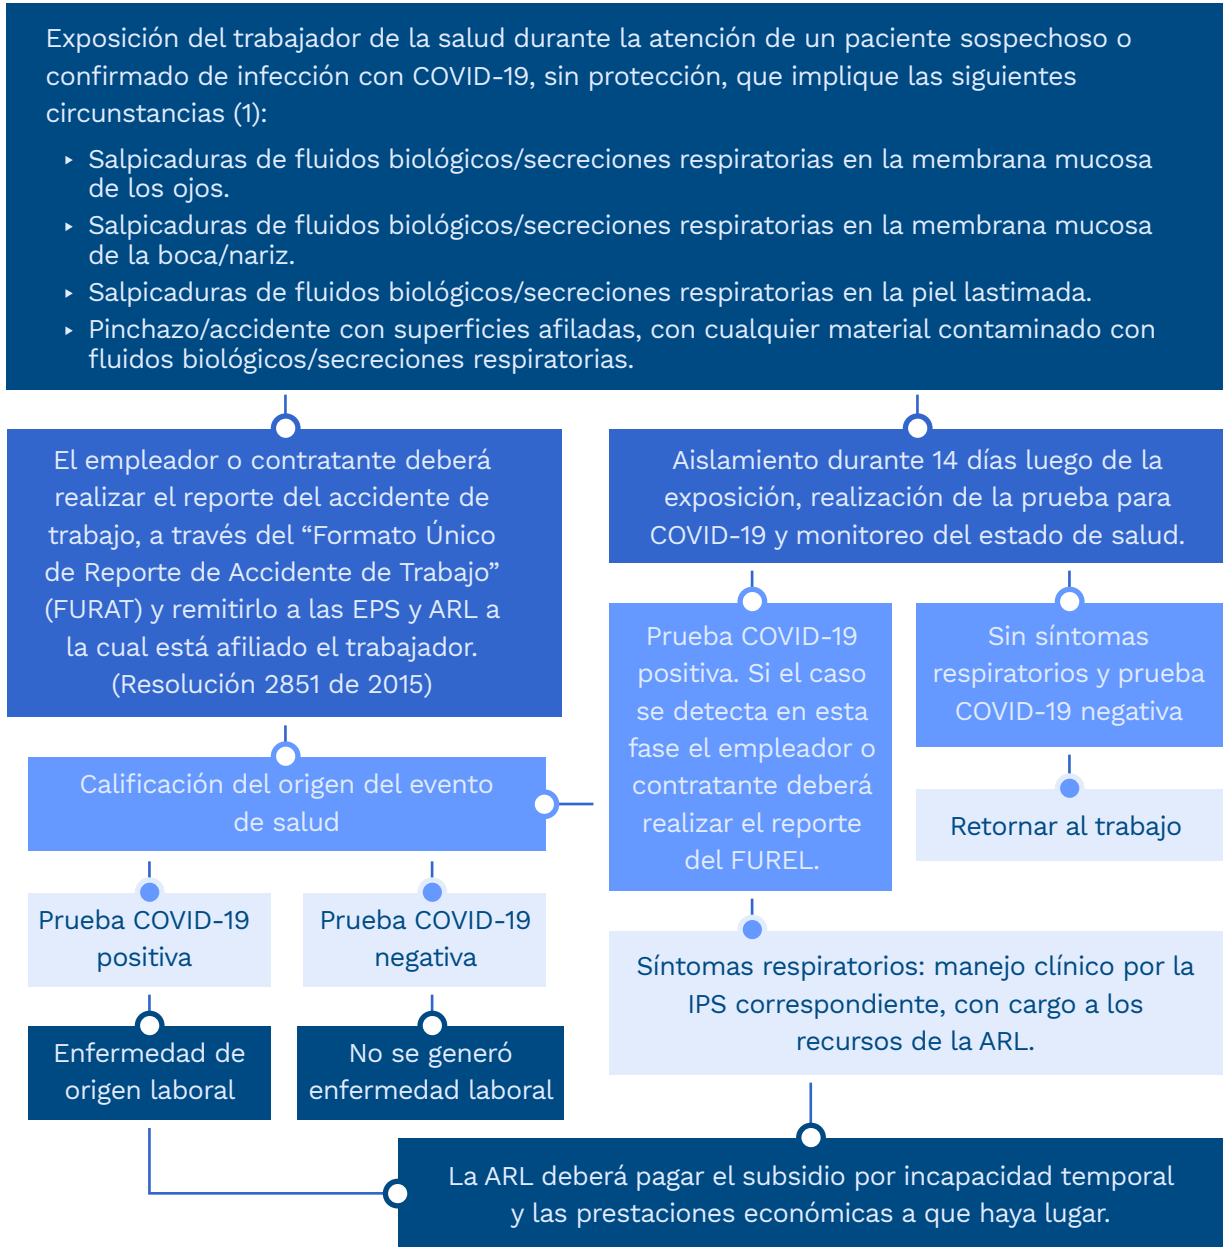 Exposición del trabajador de la salud durante la atención de un paciente sospechoso o
confirmado de infección con COVID-19, sin protección, que implique las siguientes
circunstancias (1):
‣ Salpicaduras de fluidos biológicos/secreciones respiratorias en la membrana mucosa
de los ojos.
‣ Salpicaduras de fluidos biológicos/secreciones respiratorias en la membrana mucosa
de la boca/nariz.
‣ Salpicaduras de fluidos biológicos/secreciones respiratorias en la piel lastimada.
‣ Pinchazo/accidente con superficies afiladas, con cualquier material contaminado con
fluidos biológicos/secreciones respiratorias.
El empleador o contratante deberá
realizar el reporte del accidente de
trabajo, a través del “Formato Único
de Reporte de Accidente de Trabajo”
(FURAT) y remitirlo a las EPS y ARL a
la cual está afiliado el trabajador.
(Resolución 2851 de 2015)
Aislamiento durante 14 días luego de la
exposición, realización de la prueba para
COVID-19 y monitoreo del estado de salud.
Prueba COVID-19
positiva. Si el caso
se detecta en esta
fase el empleador o
contratante deberá
realizar el reporte
del FUREL.
Sin síntomas
respiratorios y prueba
COVID-19 negativa
Retornar al trabajo
Calificación del origen del evento
de salud
Prueba COVID-19
positiva
Prueba COVID-19
negativa
Enfermedad de
origen laboral
No se generó
enfermedad laboral
Síntomas respiratorios: manejo clínico por la
IPS correspondiente, con cargo a los
recursos de la ARL.
La ARL deberá pagar el subsidio por incapacidad temporal
y las prestaciones económicas a que haya lugar.